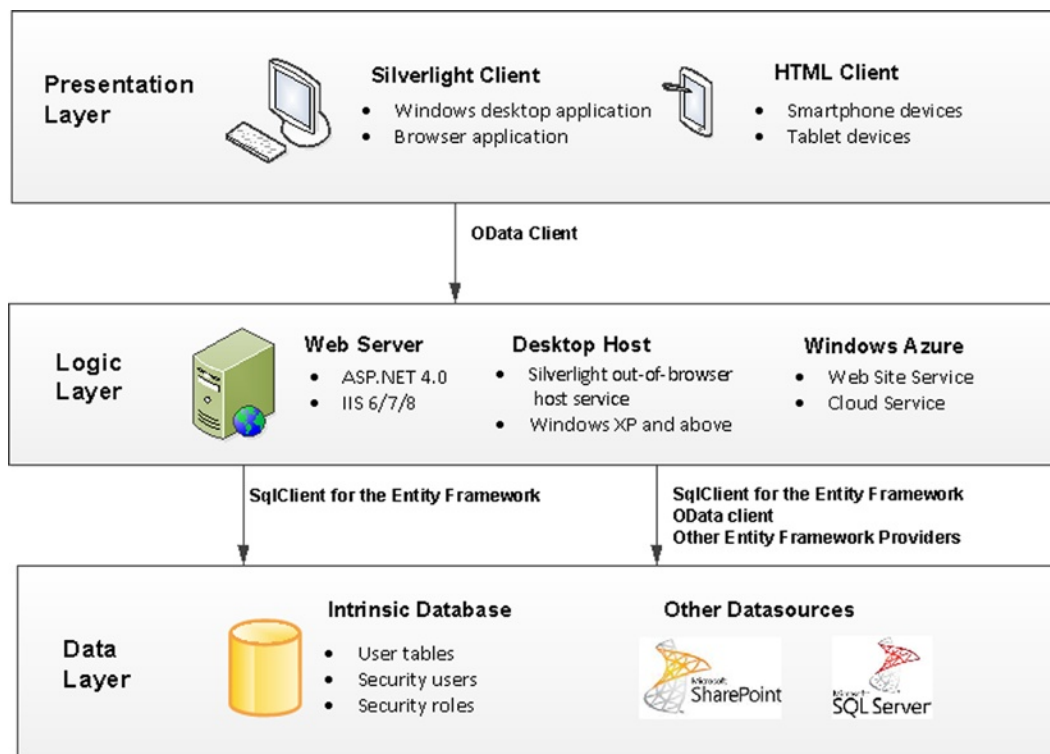 Presentation
Layer
Silverlight Client
• Windows desktop application
• Browser application
HTML Client
• Smartphone devices
• Tablet devices
OData Client
Logic
Layer
Web Server
• ASP.NET 4.0
• IIS 6/7/8
Desktop Host
• Silverlight out-of-browser
host service
• Windows XP and above
Windows Azure
• Web Site Service
• Cloud Service
SqlClient for the Entity Framework
SqlClient for the Entity Framework
OData client
Other Entity Framework Providers
Data
Layer
Intrinsic Database
• User tables
• Security users
• Security roles
Other Datasources
Microsoft
SharePoint
Microsoft
SQL Server